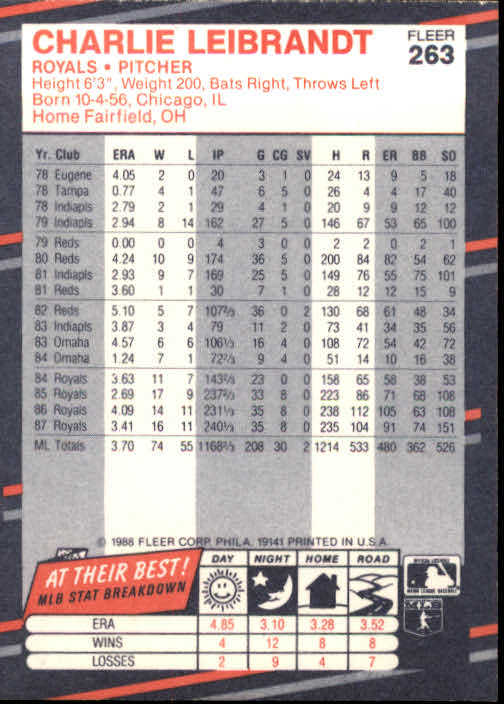 CHARLIE LEIBRANDT
FLEER
263
ROYALS • PITCHER
Height 6'3", Weight 200, Bats Right, Throws Left
Born 10-4-56, Chicago, IL
Home Fairfield, OH
Yr. Club ERA W L IP G CG SV H R ER BB SO
78 Eugene 4.05 2 0 20 3 1 0 24 13 9 5 18
78 Tampa 0.77 4 1 47 6 5 0 26 4 4 17 40
78 Indiapls 2.79 2 1 29 4 1 0 20 9 9 12 12
79 Indiapls 2.94 8 14 162 27 5 0 146 67 53 65 100
79 Reds 0.00 0 0 4 3 0 0 2 2 0 2 1
80 Reds 4.24 10 9 174 36 5 0 200 84 82 54 62
81 Indiapls 2.93 9 7 169 25 5 0 149 76 55 75 101
81 Reds 3.60 1 1 30 7 1 0 28 12 12 15 9
82 Reds 5.10 5 7 107⅔ 36 0 2 130 68 61 48 34
83 Indiapls 3.87 3 4 79 11 2 0 73 41 34 35 56
83 Omaha 4.57 6 6 106⅓ 16 4 0 108 72 54 42 72
84 Omaha 1.24 7 1 72⅔ 9 4 0 51 14 10 16 38
84 Royals 3.63 11 7 143⅔ 23 0 0 158 65 58 38 53
85 Royals 2.69 17 9 237⅔ 33 8 0 223 86 71 68 108
86 Royals 4.09 14 11 231⅓ 35 8 0 238 112 105 63 108
87 Royals 3.41 16 11 240⅓ 35 8 0 235 104 91 74 151
ML Totals 3.70 74 55 1168⅔ 208 30 2 1214 533 480 362 526
© 1988 FLEER CORP. PHILA. 19141 PRINTED IN U.S.A.
AT THEIR BEST!
MLB STAT BREAKDOWN
DAY NIGHT HOME ROAD
ERA 4.85 3.10 3.28 3.52
WINS 4 12 8 8
LOSSES 2 9 4 7